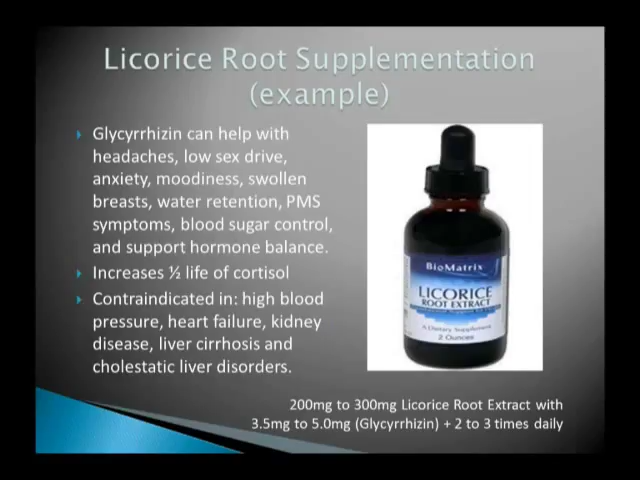 Licorice Root Supplementation
(example)
Glycyrrhizin can help with
headaches, low sex drive,
anxiety, moodiness, swollen
breasts, water retention, PMS
symptoms, blood sugar control,
and support hormone balance.
Increases ½ life of cortisol
Contraindicated in: high blood
pressure, heart failure, kidney
disease, liver cirrhosis and
cholestatic liver disorders.
BioMatrix
LICORICE
ROOT EXTRACT
A Dietary Supplement
2 Ounces
200mg to 300mg Licorice Root Extract with
3.5mg to 5.0mg (Glycyrrhizin) + 2 to 3 times daily